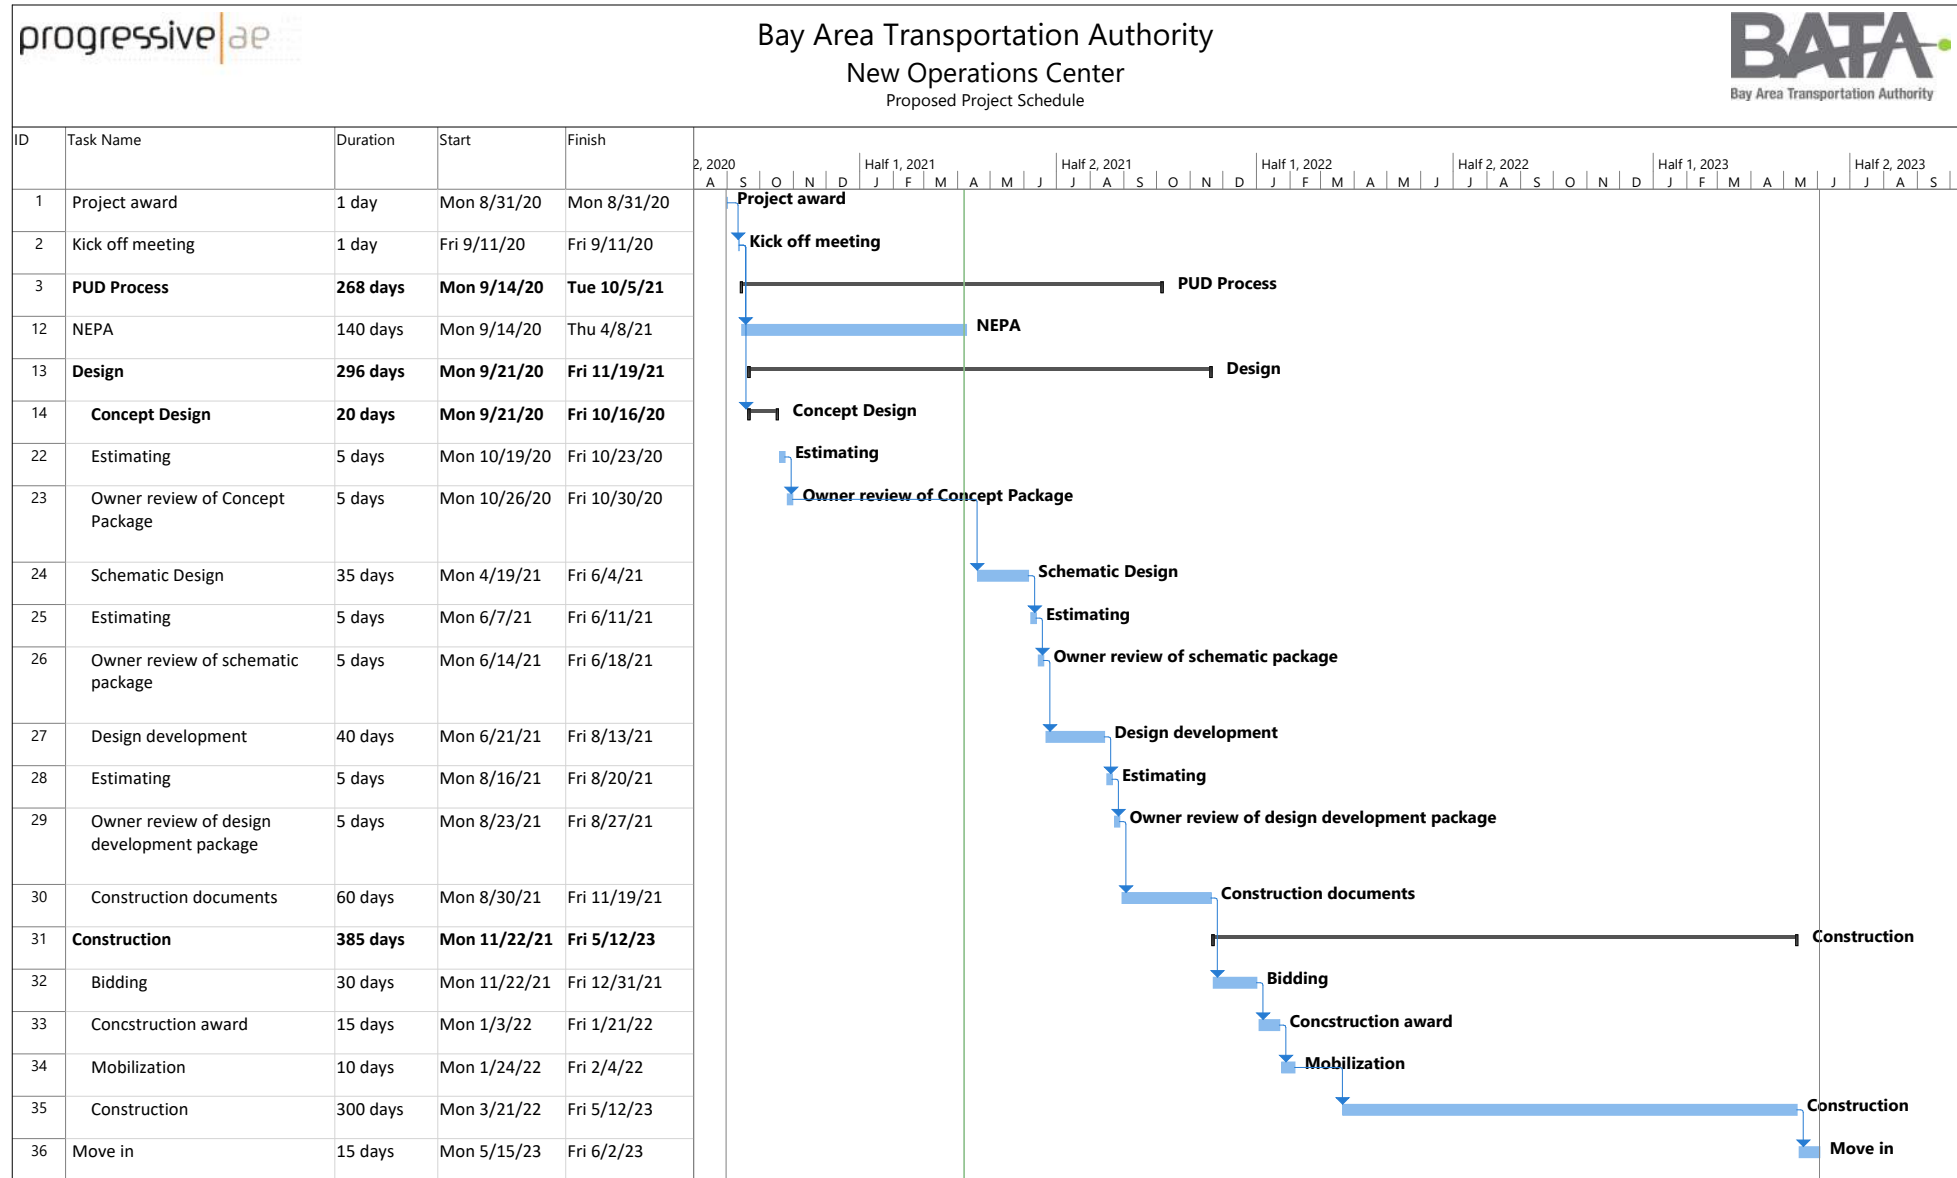 progressive ae
Bay Area Transportation Authority
New Operations Center
Proposed Project Schedule
BATA
Bay Area Transportation Authority
ID Task Name Duration Start Finish
2, 2020 Half 1, 2021 Half 2, 2021 Half 1, 2022 Half 2, 2022 Half 1, 2023 Half 2, 2023
A S O N D J F M A M J J A S O N D J F M A M J J A S O N D J F M A M J J A S
1 Project award 1 day Mon 8/31/20 Mon 8/31/20 Project award
2 Kick off meeting 1 day Fri 9/11/20 Fri 9/11/20 Kick off meeting
3 PUD Process 268 days Mon 9/14/20 Tue 10/5/21 PUD Process
12 NEPA 140 days Mon 9/14/20 Thu 4/8/21 NEPA
13 Design 296 days Mon 9/21/20 Fri 11/19/21 Design
14 Concept Design 20 days Mon 9/21/20 Fri 10/16/20 Concept Design
22 Estimating 5 days Mon 10/19/20 Fri 10/23/20 Estimating
23 Owner review of Concept 5 days Mon 10/26/20 Fri 10/30/20 Owner review of Concept Package
Package
24 Schematic Design 35 days Mon 4/19/21 Fri 6/4/21 Schematic Design
25 Estimating 5 days Mon 6/7/21 Fri 6/11/21 Estimating
26 Owner review of schematic 5 days Mon 6/14/21 Fri 6/18/21 Owner review of schematic package
package
27 Design development 40 days Mon 6/21/21 Fri 8/13/21 Design development
28 Estimating 5 days Mon 8/16/21 Fri 8/20/21 Estimating
29 Owner review of design 5 days Mon 8/23/21 Fri 8/27/21 Owner review of design development package
development package
30 Construction documents 60 days Mon 8/30/21 Fri 11/19/21 Construction documents
31 Construction 385 days Mon 11/22/21 Fri 5/12/23 Construction
32 Bidding 30 days Mon 11/22/21 Fri 12/31/21 Bidding
33 Concstruction award 15 days Mon 1/3/22 Fri 1/21/22 Concstruction award
34 Mobilization 10 days Mon 1/24/22 Fri 2/4/22 Mobilization
35 Construction 300 days Mon 3/21/22 Fri 5/12/23 Construction
36 Move in 15 days Mon 5/15/23 Fri 6/2/23 Move in